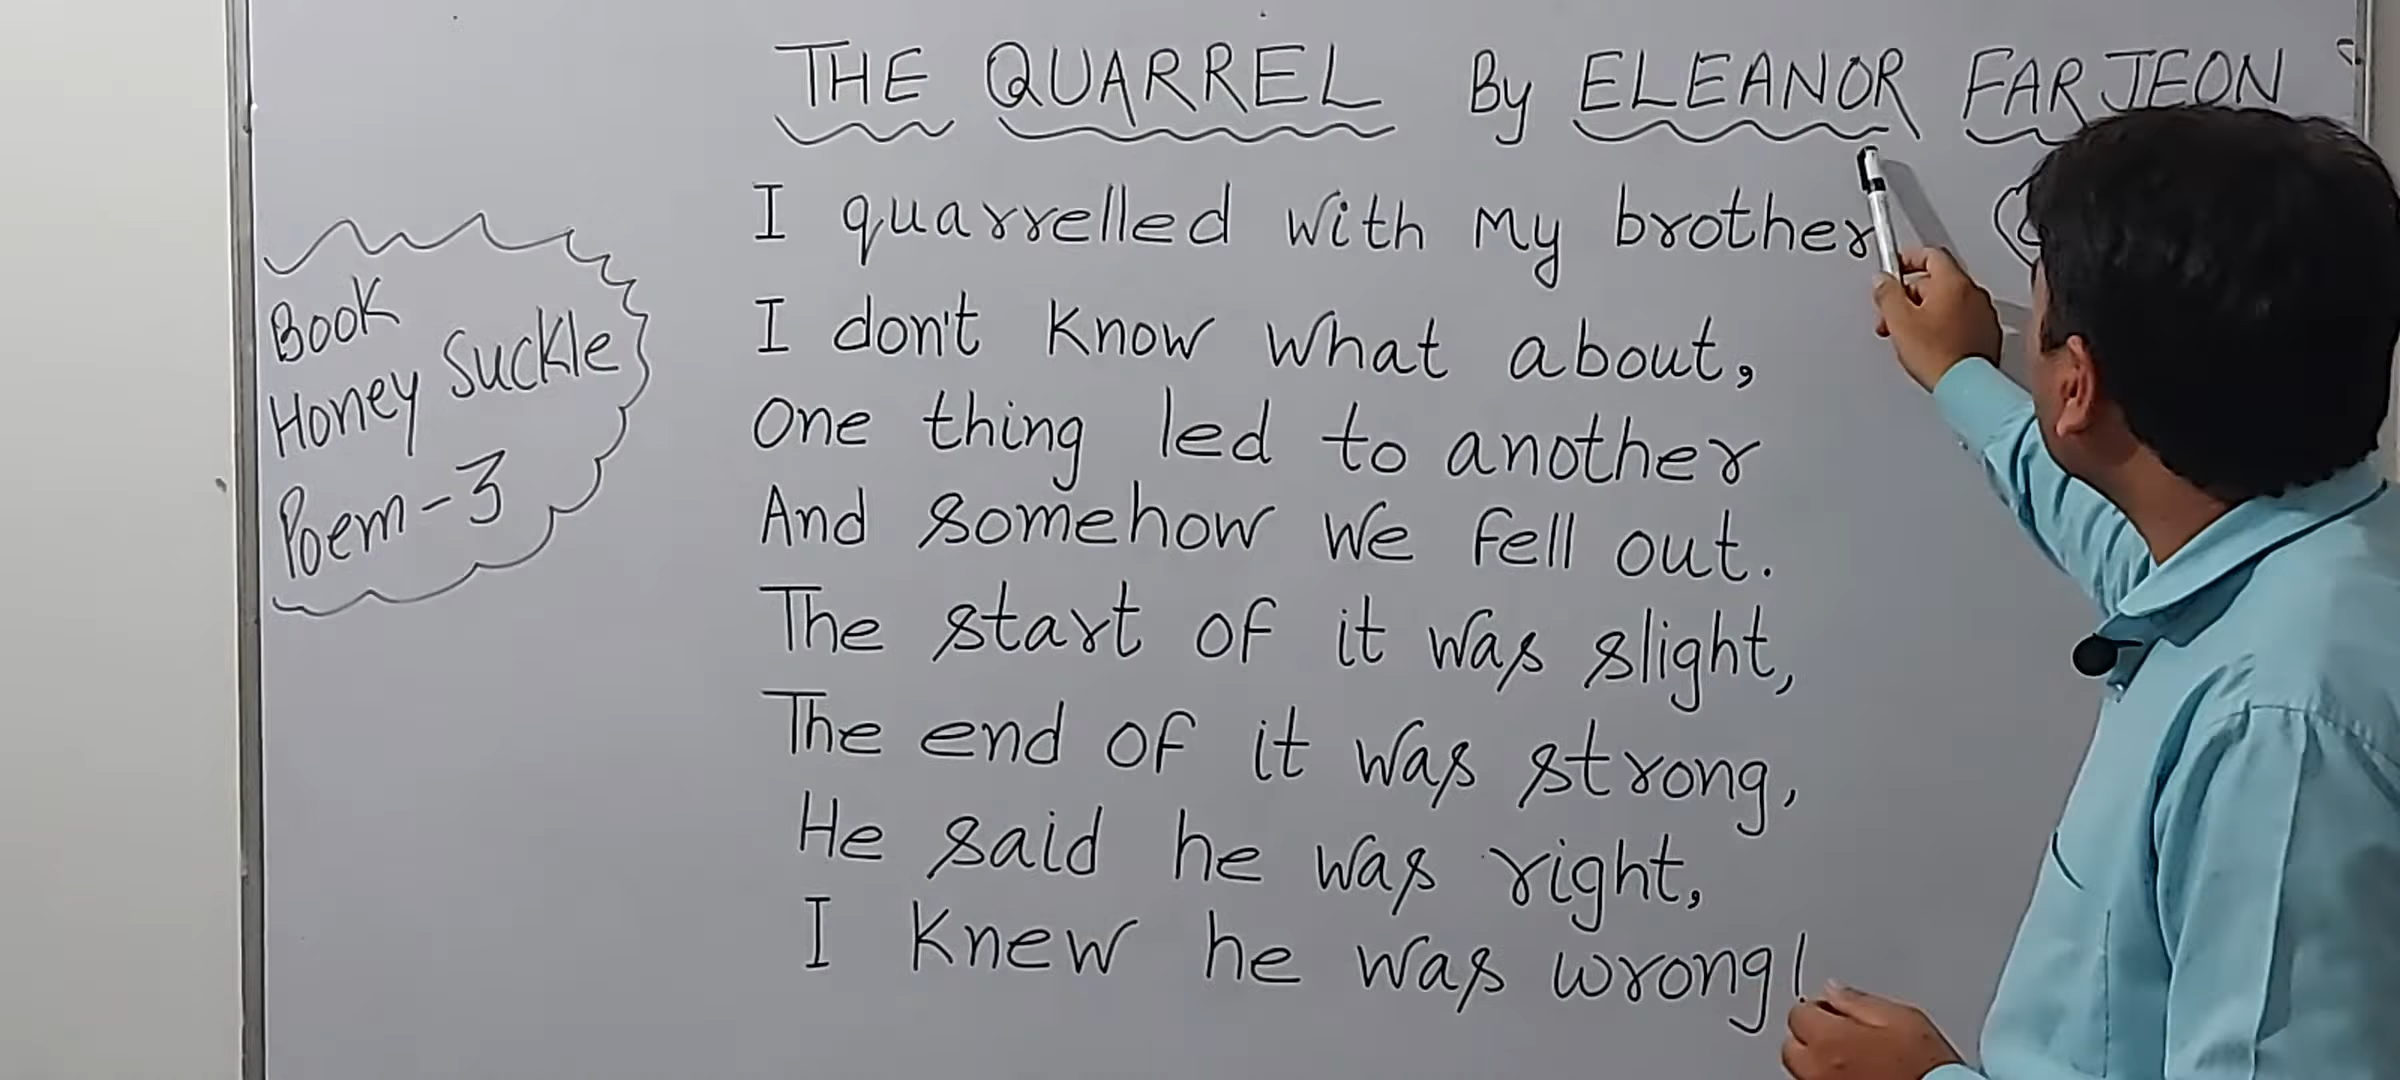 THE QUARREL By ELEANOR FARJEON
I quarrelled with my brother
I don't know what about,
One thing led to another
And somehow we fell out.
The start of it was slight,
The end of it was strong,
He said he was right,
I knew he was wrong!
Book
Honey Suckle
Poem-3